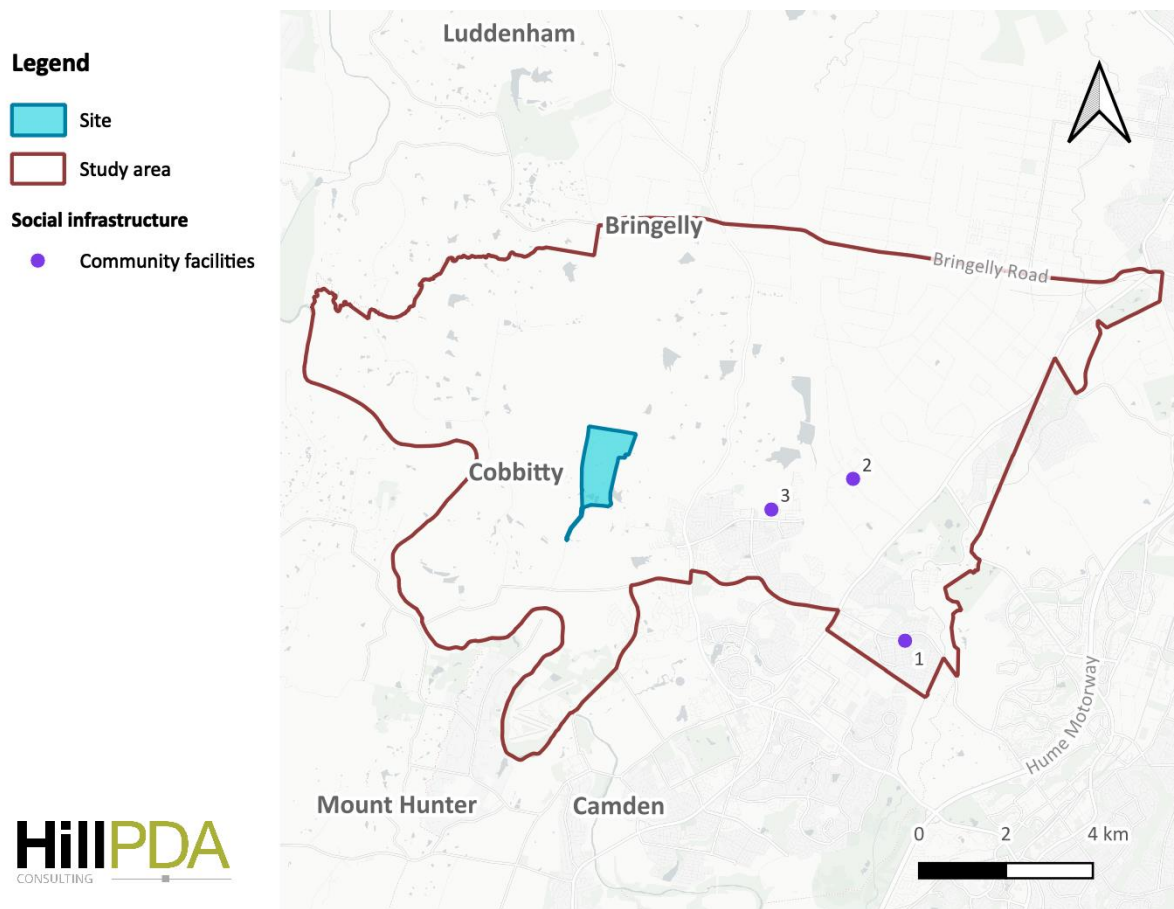 Legend
Site
Study area
Social infrastructure
Community facilities
Luddenham
Bringelly
Bringelly Road
Cobbitty
2
3
1
Hume Motorway
Mount Hunter
Camden
0 2 4 km
HillPDA
CONSULTING